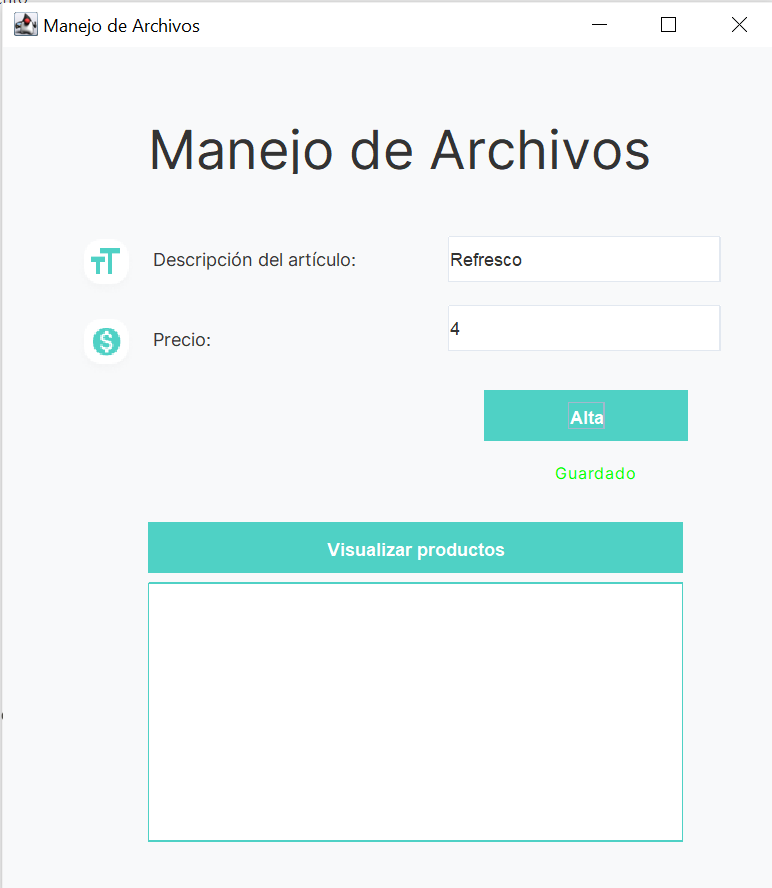 Manejo de Archivos
Manejo de Archivos
Descripción del artículo:
Refresco
Precio:
4
Alta
Guardado
Visualizar productos